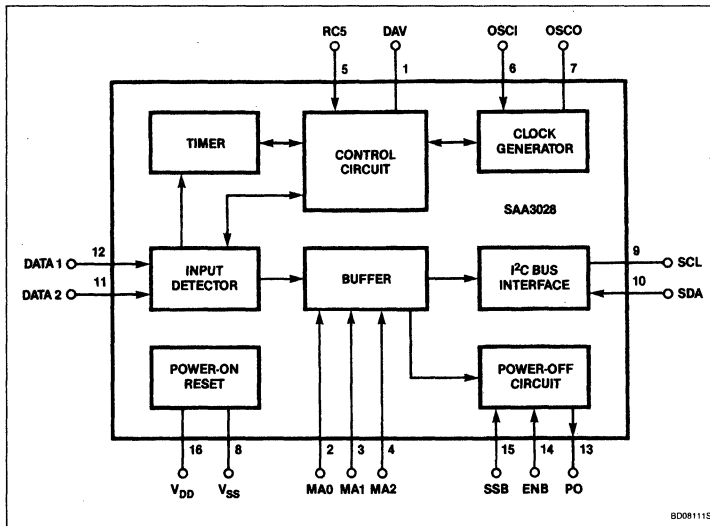 RC5 DAV OSCI OSCO
5 1 6 7
TIMER
CONTROL
CIRCUIT
CLOCK
GENERATOR
SAA3028
DATA 1 12
DATA 2 11
INPUT
DETECTOR
BUFFER
I²C BUS
INTERFACE
9 SCL
10 SDA
POWER-ON
RESET
POWER-OFF
CIRCUIT
16 8 2 3 4 15 14 13
VDD VSS MA0 MA1 MA2 SSB ENB PO
BD08111S